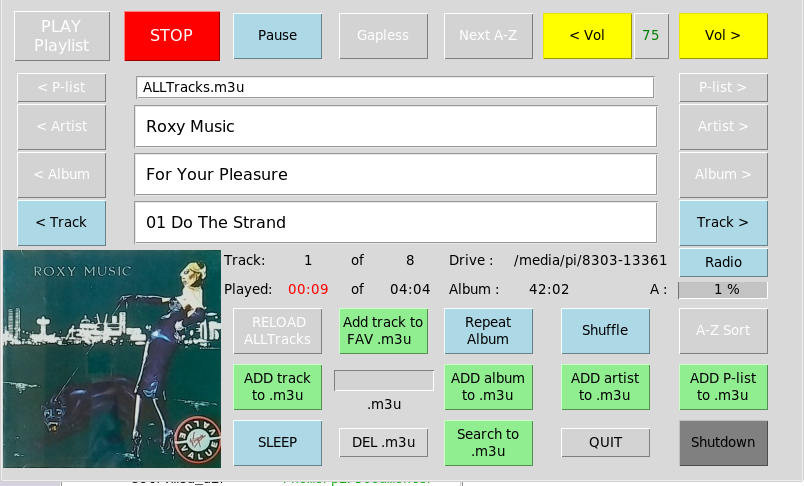 PLAY
Playlist
STOP
Pause
Gapless
Next A-Z
< Vol
75
Vol >
< P-list
ALLTracks.m3u
P-list >
< Artist
Roxy Music
Artist >
< Album
For Your Pleasure
Album >
< Track
01 Do The Strand
Track >
ROXY MUSIC
Track: 1 of 8 Drive : /media/pi/8303-13361
Radio
Played: 00:09 of 04:04 Album : 42:02 A : 1 %
RELOAD
ALLTracks
Add track to
FAV .m3u
Repeat
Album
Shuffle
A-Z Sort
ADD track
to .m3u
.m3u
ADD album
to .m3u
ADD artist
to .m3u
ADD P-list
to .m3u
VALUE Virgin VALUE
SLEEP
DEL .m3u
Search to
.m3u
QUIT
Shutdown